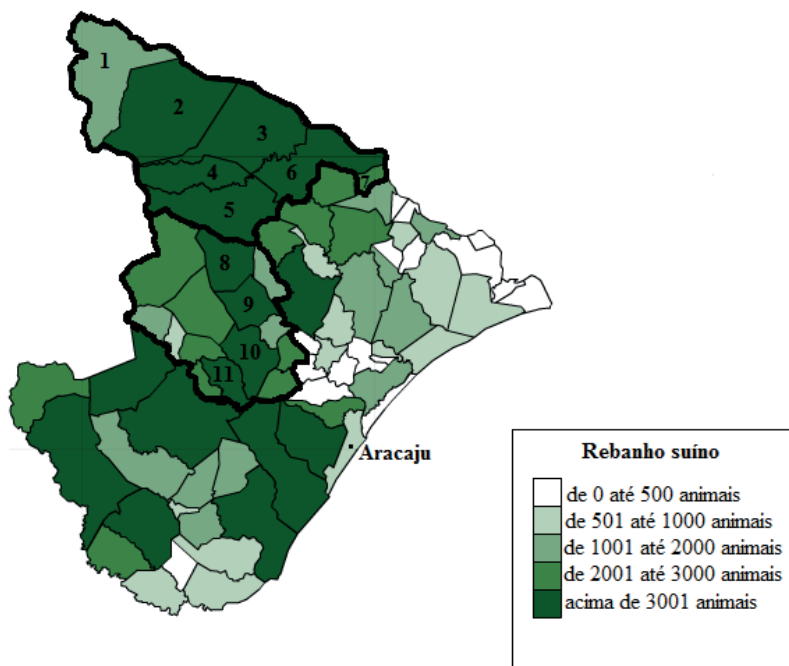 1
2
3
4
6
7
5
8
9
10
11
Aracaju
Rebanho suíno
de 0 até 500 animais
de 501 até 1000 animais
de 1001 até 2000 animais
de 2001 até 3000 animais
acima de 3001 animais